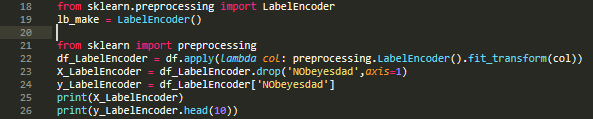 18 from sklearn.preprocessing import LabelEncoder
19 lb_make = LabelEncoder()
20
21 from sklearn import preprocessing
22 df_LabelEncoder = df.apply(lambda col: preprocessing.LabelEncoder().fit_transform(col))
23 X_LabelEncoder = df_LabelEncoder.drop('NObeyesdad',axis=1)
24 y_LabelEncoder = df_LabelEncoder['NObeyesdad']
25 print(X_LabelEncoder)
26 print(y_LabelEncoder.head(10))